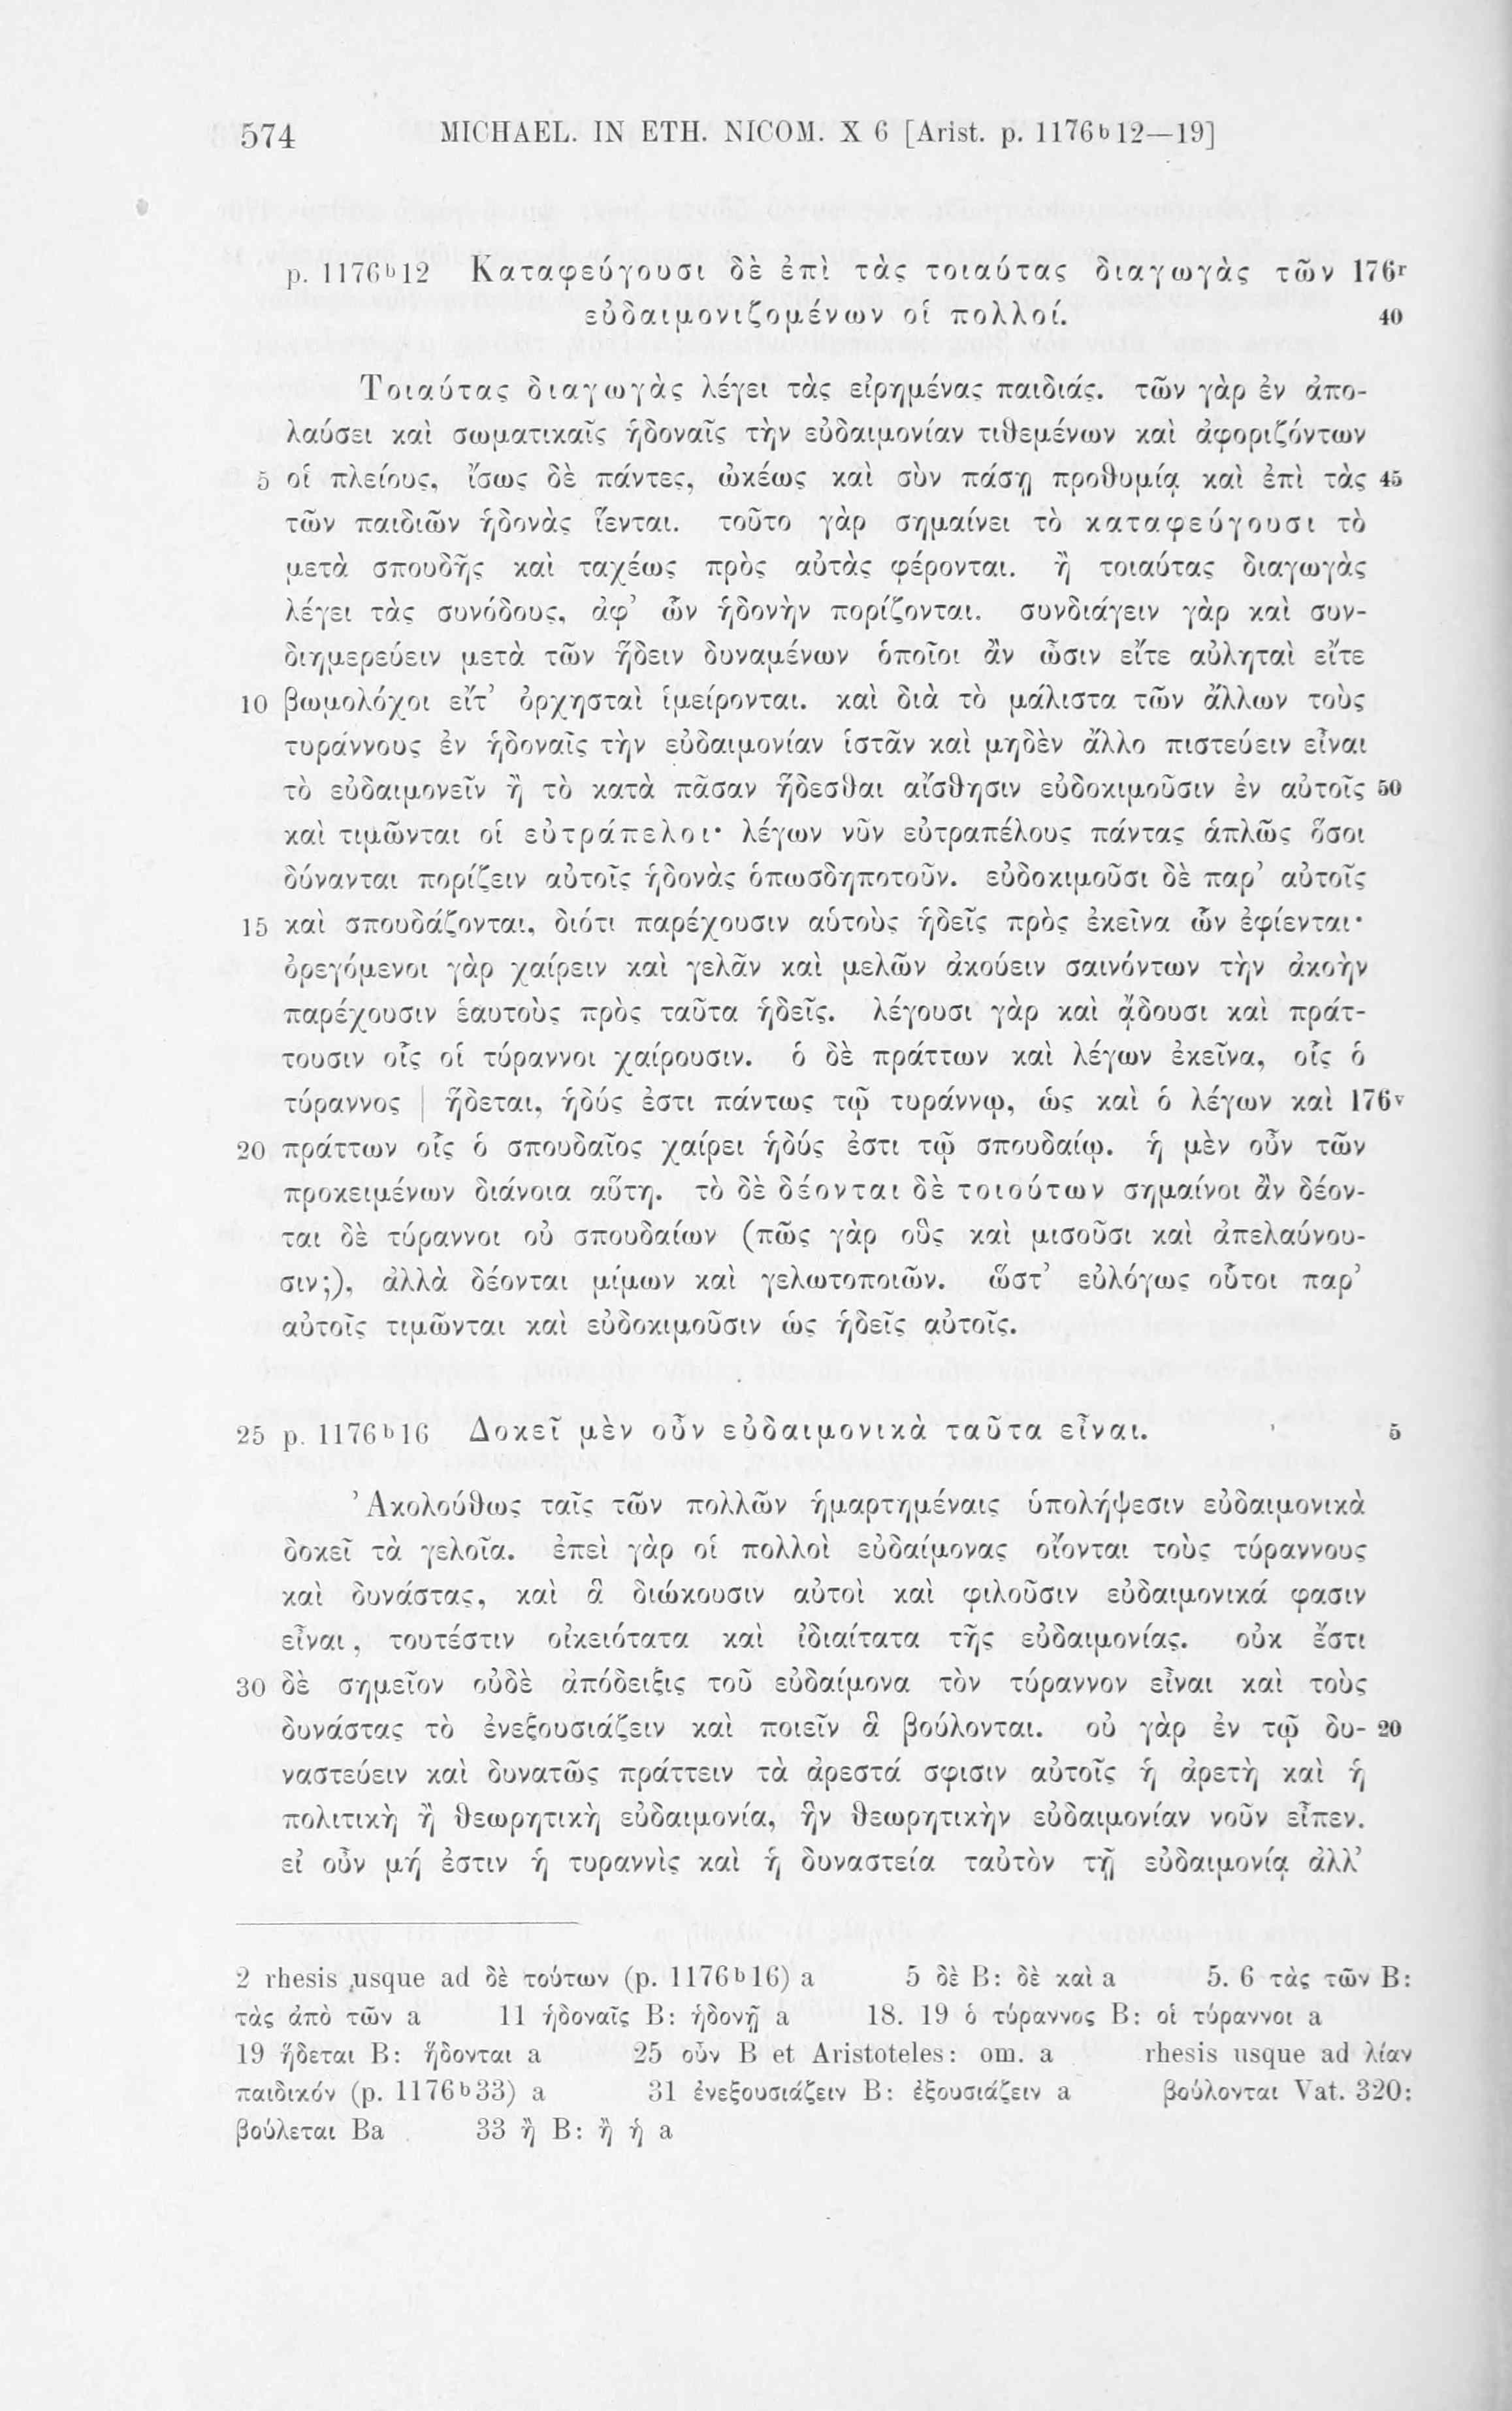 574 MICHAEL. IN ETH. NICOM. X 6 [Arist. p. 1176b12—19]
p. 1176b12 Καταφεύγουσι δὲ ἐπὶ τὰς τοιαύτας διαγωγὰς τῶν 176r
εὐδαιμονιζομένων οἱ πολλοί. 40
Τοιαύτας διαγωγὰς λέγει τὰς εἰρημένας παιδιάς. τῶν γὰρ ἐν ἀπο-
λαύσει καὶ σωματικαῖς ἡδοναῖς τὴν εὐδαιμονίαν τιθεμένων καὶ ἀφοριζόντων
5 οἱ πλείους, ἴσως δὲ πάντες, ὠκέως καὶ σὺν πάσῃ προθυμίᾳ καὶ ἐπὶ τὰς 45
τῶν παιδιῶν ἡδονὰς ἵενται. τοῦτο γὰρ σημαίνει τὸ καταφεύγουσι τὸ
μετὰ σπουδῆς καὶ ταχέως πρὸς αὐτὰς φέρονται. ἢ τοιαύτας διαγωγὰς
λέγει τὰς συνόδους, ἀφ’ ὧν ἡδονὴν πορίζονται. συνδιάγειν γὰρ καὶ συν-
διημερεύειν μετὰ τῶν ἥδειν δυναμένων ὁποῖοι ἂν ὦσιν εἴτε αὐληταὶ εἴτε
10 βωμολόχοι εἴτ’ ὀρχησταὶ ἱμείρονται. καὶ διὰ τὸ μάλιστα τῶν ἄλλων τοὺς
τυράννους ἐν ἡδοναῖς τὴν εὐδαιμονίαν ἱστᾶν καὶ μηδὲν ἄλλο πιστεύειν εἶναι
τὸ εὐδαιμονεῖν ἢ τὸ κατὰ πᾶσαν ἥδεσθαι αἴσθησιν εὐδοκιμοῦσιν ἐν αὐτοῖς 50
καὶ τιμῶνται οἱ εὐτράπελοι· λέγων νῦν εὐτραπέλους πάντας ἁπλῶς ὅσοι
δύνανται πορίζειν αὐτοῖς ἡδονὰς ὁπωσδηποτοῦν. εὐδοκιμοῦσι δὲ παρ’ αὐτοῖς
15 καὶ σπουδάζονται, διότι παρέχουσιν αὑτοὺς ἡδεῖς πρὸς ἐκεῖνα ὧν ἐφίενται·
ὀρεγόμενοι γὰρ χαίρειν καὶ γελᾶν καὶ μελῶν ἀκούειν σαινόντων τὴν ἀκοὴν
παρέχουσιν ἑαυτοὺς πρὸς ταῦτα ἡδεῖς. λέγουσι γὰρ καὶ ᾄδουσι καὶ πράτ-
τουσιν οἷς οἱ τύραννοι χαίρουσιν. ὁ δὲ πράττων καὶ λέγων ἐκεῖνα, οἷς ὁ
τύραννος | ἥδεται, ἡδύς ἐστι πάντως τῷ τυράννῳ, ὡς καὶ ὁ λέγων καὶ 176v
20 πράττων οἷς ὁ σπουδαῖος χαίρει ἡδύς ἐστι τῷ σπουδαίῳ. ἡ μὲν οὖν τῶν
προκειμένων διάνοια αὕτη. τὸ δὲ δέονται δὲ τοιούτων σημαίνοι ἂν δέον-
ται δὲ τύραννοι οὐ σπουδαίων (πῶς γὰρ οὓς καὶ μισοῦσι καὶ ἀπελαύνου-
σιν;), ἀλλὰ δέονται μίμων καὶ γελωτοποιῶν. ὥστ’ εὐλόγως οὗτοι παρ’
αὐτοῖς τιμῶνται καὶ εὐδοκιμοῦσιν ὡς ἡδεῖς αὐτοῖς.
25 p. 1176b16 Δοκεῖ μὲν οὖν εὐδαιμονικὰ ταῦτα εἶναι. 5
Ἀκολούθως ταῖς τῶν πολλῶν ἡμαρτημέναις ὑπολήψεσιν εὐδαιμονικὰ
δοκεῖ τὰ γελοῖα. ἐπεὶ γὰρ οἱ πολλοὶ εὐδαίμονας οἴονται τοὺς τύραννους
καὶ δυνάστας, καὶ ἃ διώκουσιν αὐτοὶ καὶ φιλοῦσιν εὐδαιμονικά φασιν
εἶναι, τουτέστιν οἰκειότατα καὶ ἰδιαίτατα τῆς εὐδαιμονίας. οὐκ ἔστι
30 δὲ σημεῖον οὐδὲ ἀπόδειξις τοῦ εὐδαίμονα τὸν τύραννον εἶναι καὶ τοὺς
δυνάστας τὸ ἐνεξουσιάζειν καὶ ποιεῖν ἃ βούλονται. οὐ γὰρ ἐν τῷ δυ- 20
ναστεύειν καὶ δυνατῶς πράττειν τὰ ἀρεστά σφισιν αὐτοῖς ἡ ἀρετὴ καὶ ἡ
πολιτικὴ ἢ θεωρητικὴ εὐδαιμονία, ἣν θεωρητικὴν εὐδαιμονίαν νοῦν εἶπεν.
εἰ οὖν μή ἐστιν ἡ τυραννὶς καὶ ἡ δυναστεία ταὐτὸν τῇ εὐδαιμονίᾳ ἀλλ’
2 rhesis usque ad δὲ τούτων (p. 1176b16) a 5 δὲ B: δὲ καὶ a 5. 6 τὰς τῶν B:
τὰς ἀπὸ τῶν a 11 ἡδοναῖς B: ἡδονῇ a 18. 19 ὁ τύραννος B: οἱ τύραννοι a
19 ἥδεται B: ἥδονται a 25 οὖν B et Aristoteles: om. a rhesis usque ad λίαν
παιδικόν (p. 1176b33) a 31 ἐνεξουσιάζειν B: ἐξουσιάζειν a βούλονται Vat. 320:
βούλεται Ba 33 ἢ B: ἢ ἡ a